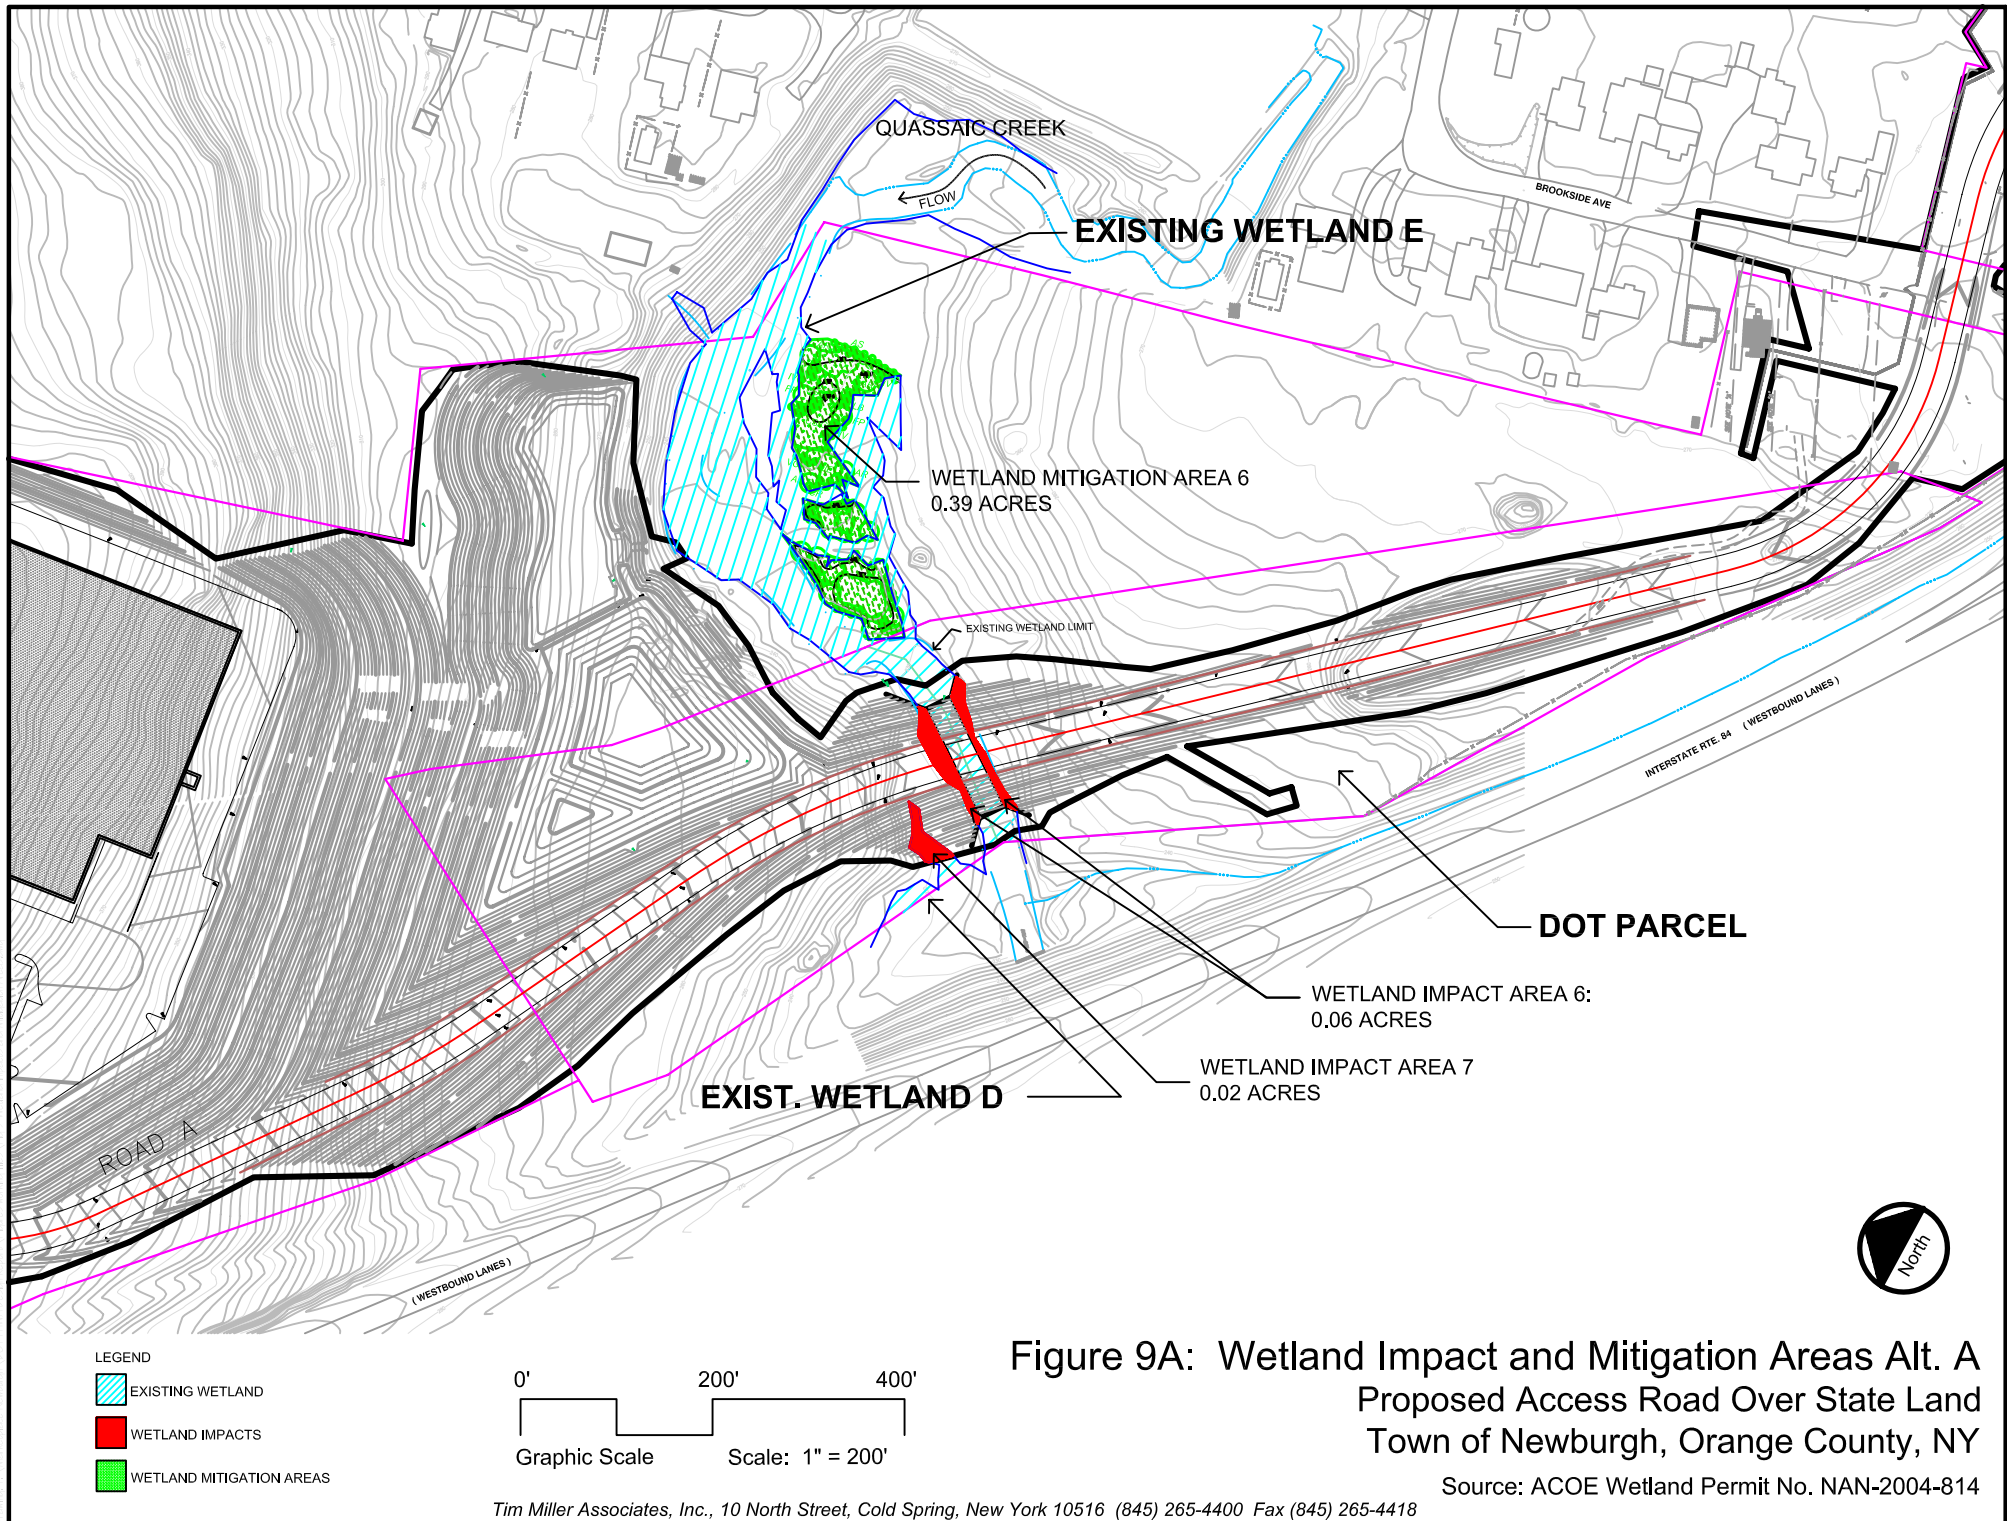 QUASSAIC CREEK
FLOW
EXISTING WETLAND E
BROOKSIDE AVE
WETLAND MITIGATION AREA 6
0.39 ACRES
EXISTING WETLAND LIMIT
INTERSTATE RTE. 84 ( WESTBOUND LANES )
DOT PARCEL
WETLAND IMPACT AREA 6:
0.06 ACRES
WETLAND IMPACT AREA 7
0.02 ACRES
EXIST. WETLAND D
ROAD A
( WESTBOUND LANES )
North
LEGEND
EXISTING WETLAND
WETLAND IMPACTS
WETLAND MITIGATION AREAS
0' 200' 400'
Graphic Scale Scale: 1" = 200'
Figure 9A: Wetland Impact and Mitigation Areas Alt. A
Proposed Access Road Over State Land
Town of Newburgh, Orange County, NY
Source: ACOE Wetland Permit No. NAN-2004-814
Tim Miller Associates, Inc., 10 North Street, Cold Spring, New York 10516 (845) 265-4400 Fax (845) 265-4418